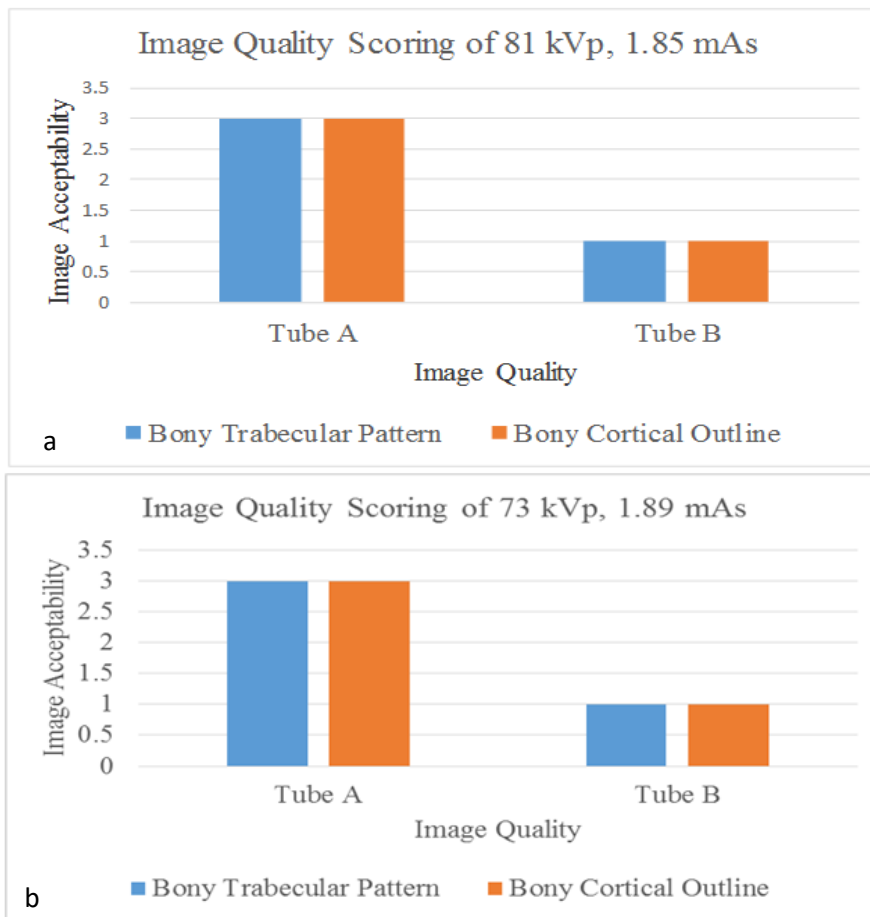 Image Quality Scoring of 81 kVp, 1.85 mAs
Image Acceptability
3.5
3
2.5
2
1.5
1
0.5
0
Tube A Tube B
Image Quality
Bony Trabecular Pattern Bony Cortical Outline
a
Image Quality Scoring of 73 kVp, 1.89 mAs
Image Acceptability
3.5
3
2.5
2
1.5
1
0.5
0
Tube A Tube B
Image Quality
Bony Trabecular Pattern Bony Cortical Outline
b